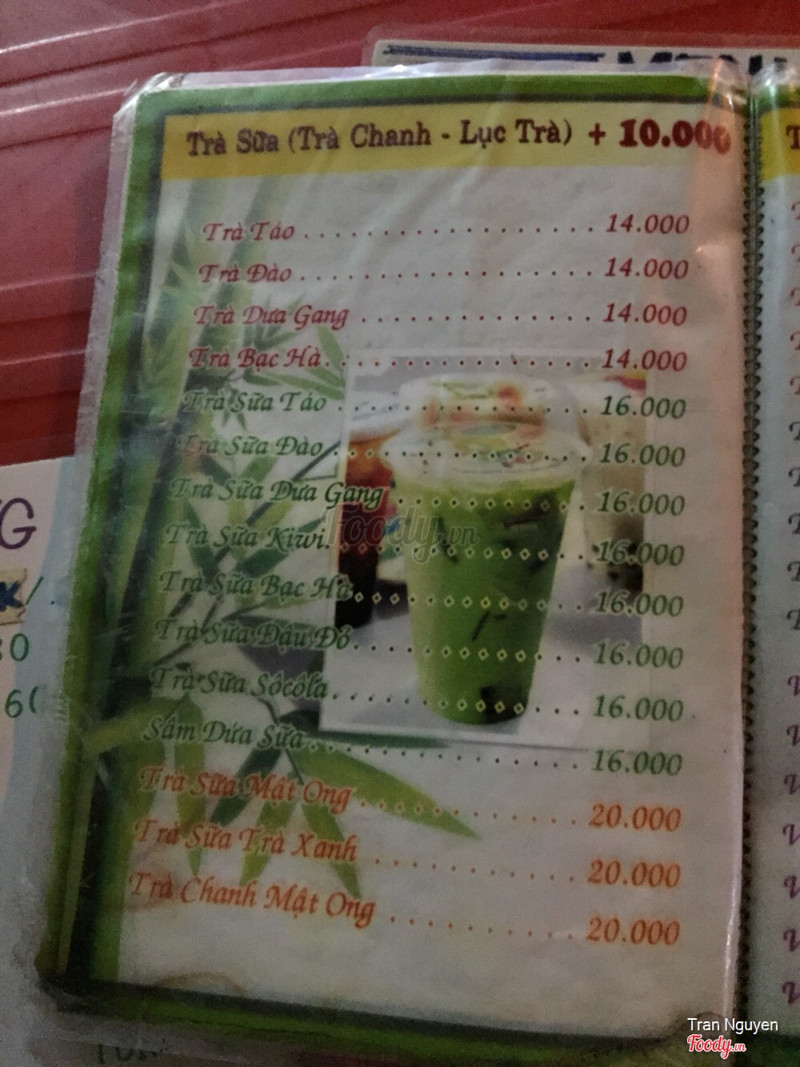 Trà Sữa (Trà Chanh - Lục Trà) + 10.000
Trà Táo . . . . . . . . . . . . . . . . . . 14.000
Trà Đào . . . . . . . . . . . . . . . . . . 14.000
Trà Dưa Gang . . . . . . . . . . . . . . 14.000
Trà Bạc Hà . . . . . . . . . . . . . . . . 14.000
Trà Sữa Táo . . . . . . . . . . . . . . . 16.000
Trà Sữa Đào . . . . . . . . . . . . . . . 16.000
Trà Sữa Dưa Gang . . . . . . . . . . . 16.000
Trà Sữa Kiwi . . . . . . . . . . . . . . . 16.000
Trà Sữa Bạc Hà . . . . . . . . . . . . . 16.000
Trà Sữa Đậu Đỏ . . . . . . . . . . . . . 16.000
Trà Sữa Sôcôla . . . . . . . . . . . . . 16.000
Sâm Dứa Sữa . . . . . . . . . . . . . . 16.000
Trà Sữa Mật Ong . . . . . . . . . . . . 20.000
Trà Sữa Trà Xanh . . . . . . . . . . . 20.000
Trà Chanh Mật Ong . . . . . . . . . . 20.000
Foody.vn
Tran Nguyen
Foody.vn